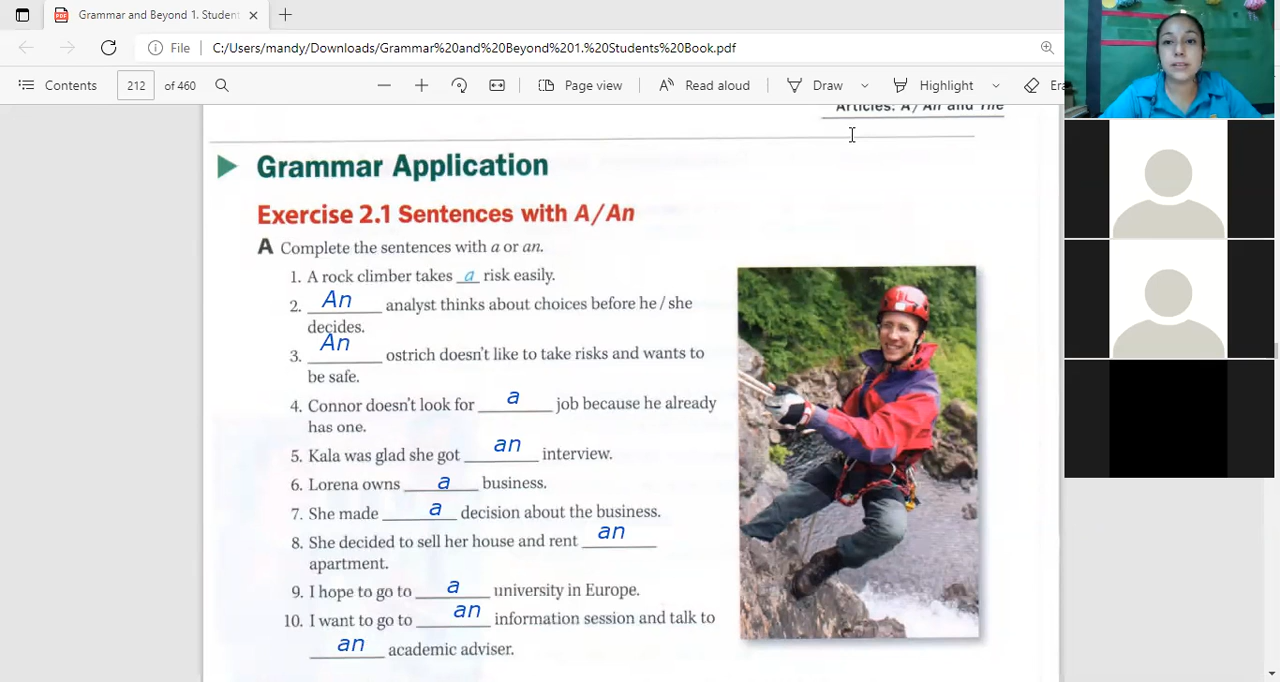 Grammar and Beyond 1. Student
File C:/Users/mandy/Downloads/Grammar%20and%20Beyond%201.%20Students%20Book.pdf
Contents 212 of 460 Page view Read aloud Draw Highlight Era
Articles: A / An and The
Grammar Application
Exercise 2.1 Sentences with A / An
A Complete the sentences with a or an.
1. A rock climber takes a risk easily.
2. An analyst thinks about choices before he / she
decides.
3. An ostrich doesn't like to take risks and wants to
be safe.
4. Connor doesn't look for a job because he already
has one.
5. Kala was glad she got an interview.
6. Lorena owns a business.
7. She made a decision about the business.
8. She decided to sell her house and rent an
apartment.
9. I hope to go to a university in Europe.
10. I want to go to an information session and talk to
an academic adviser.